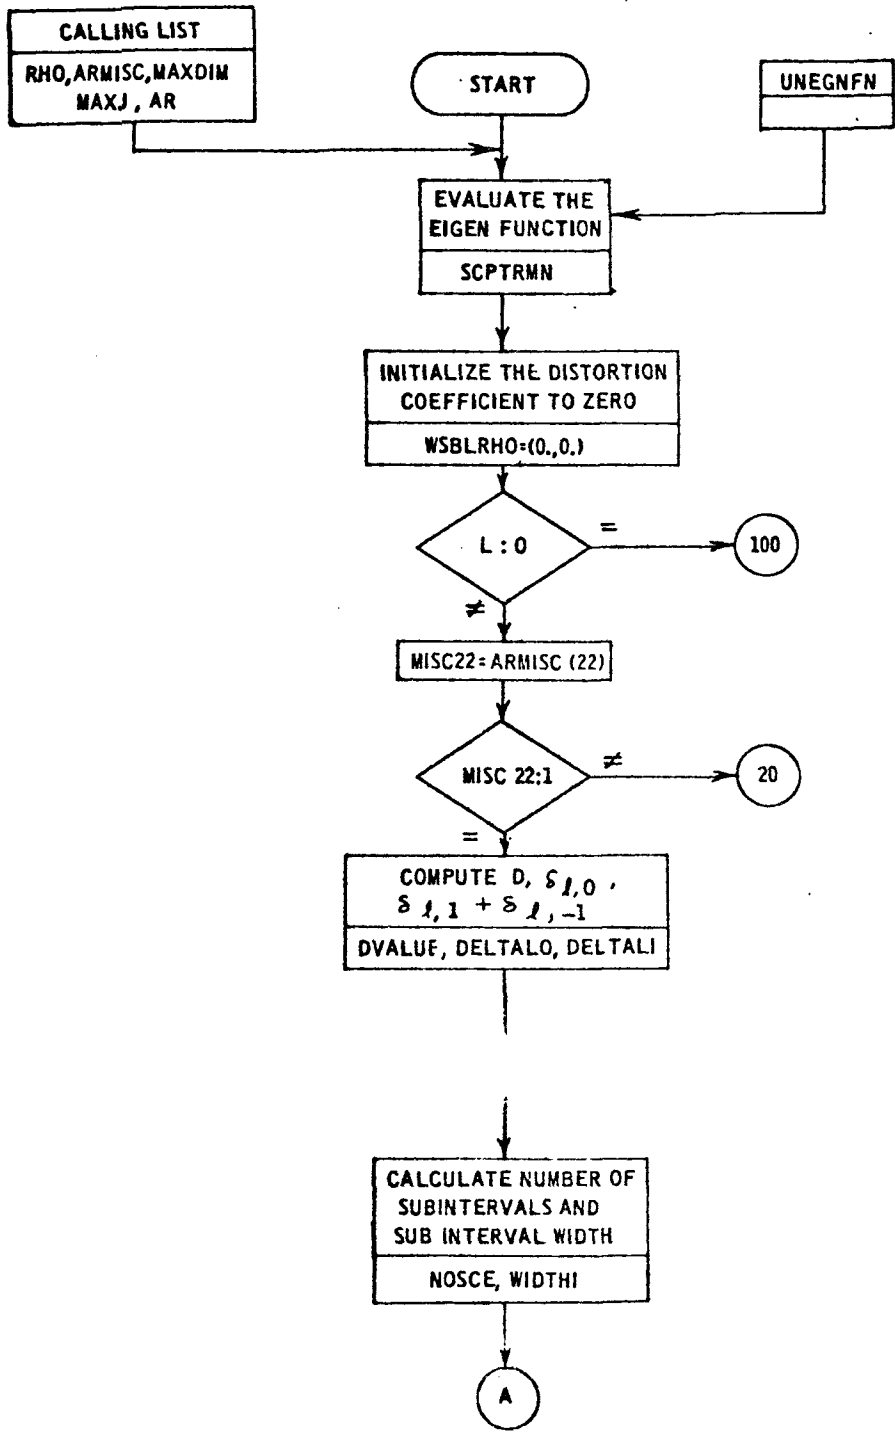 CALLING LIST
RHO,ARMISC,MAXDIM
MAXJ, AR
START
UNEGNFN
EVALUATE THE
EIGEN FUNCTION
SCPTRMN
INITIALIZE THE DISTORTION
COEFFICIENT TO ZERO
WSBLRHO=(0.,0.)
L : 0
=
100
≠
MISC22=ARMISC (22)
MISC 22:1
≠
20
=
COMPUTE D, δ ℓ,0 ,
δ ℓ, 1 + δ ℓ, -1
DVALUE, DELTALO, DELTALI
CALCULATE NUMBER OF
SUBINTERVALS AND
SUB INTERVAL WIDTH
NOSCE, WIDTHI
A